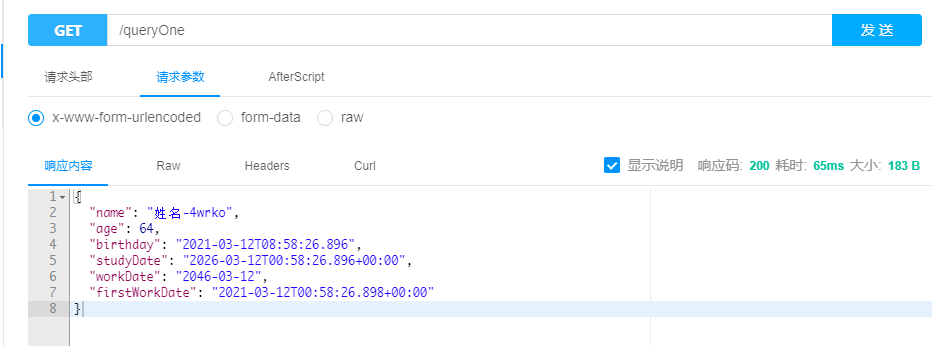 GET /queryOne 发 送
请求头部 请求参数 AfterScript
x-www-form-urlencoded form-data raw
响应内容 Raw Headers Curl 显示说明 响应码: 200 耗时: 65ms 大小: 183 B
1 {
2 "name": "姓名-4wrko",
3 "age": 64,
4 "birthday": "2021-03-12T08:58:26.896",
5 "studyDate": "2026-03-12T00:58:26.896+00:00",
6 "workDate": "2046-03-12",
7 "firstWorkDate": "2021-03-12T00:58:26.898+00:00"
8 }